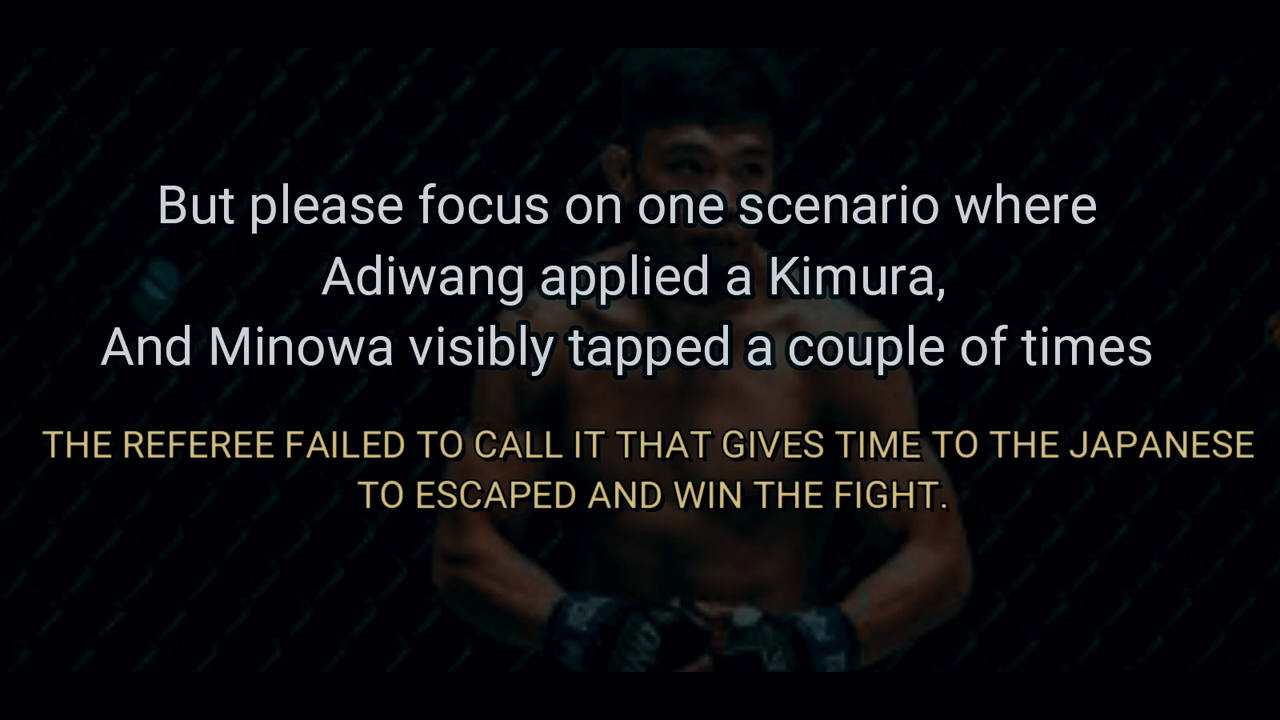 But please focus on one scenario where
Adiwang applied a Kimura,
And Minowa visibly tapped a couple of times
THE REFEREE FAILED TO CALL IT THAT GIVES TIME TO THE JAPANESE
TO ESCAPED AND WIN THE FIGHT.